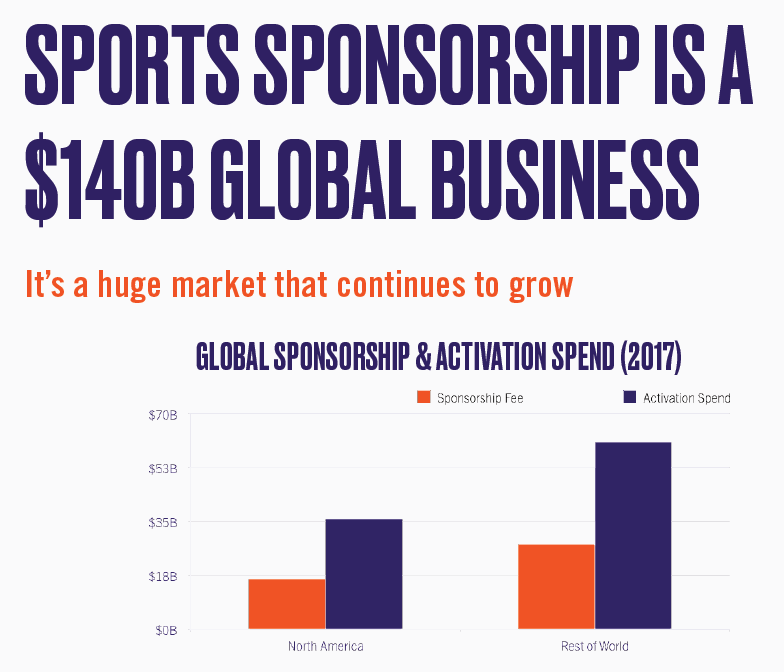 SPORTS SPONSORSHIP IS A
$140B GLOBAL BUSINESS
It's a huge market that continues to grow
GLOBAL SPONSORSHIP & ACTIVATION SPEND (2017)
Sponsorship Fee
Activation Spend
$70B
$53B
$35B
$18B
$0B
North America
Rest of World